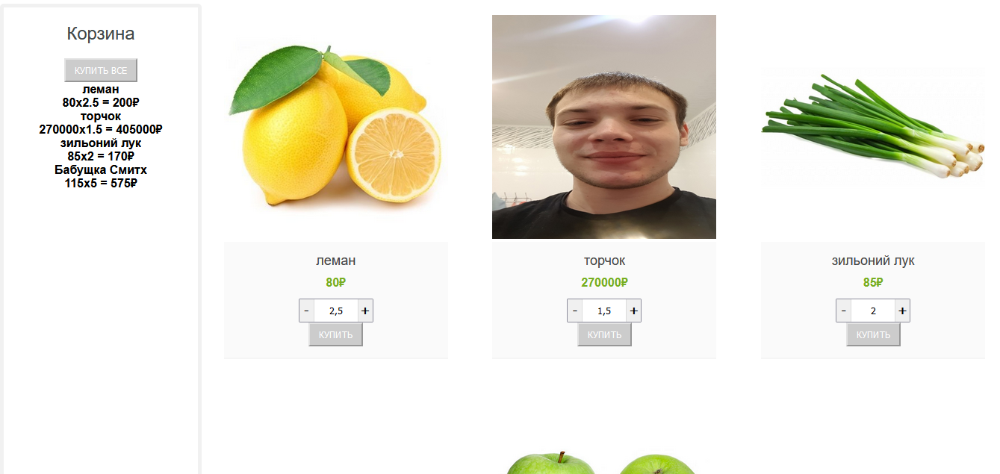 Корзина
КУПИТЬ ВСЕ
леман
80x2.5 = 200₽
торчок
270000x1.5 = 405000₽
зильоний лук
85x2 = 170₽
Бабущка Смитх
115x5 = 575₽
леман
80₽
- 2,5 +
КУПИТЬ
торчок
270000₽
- 1,5 +
КУПИТЬ
зильоний лук
85₽
- 2 +
КУПИТЬ